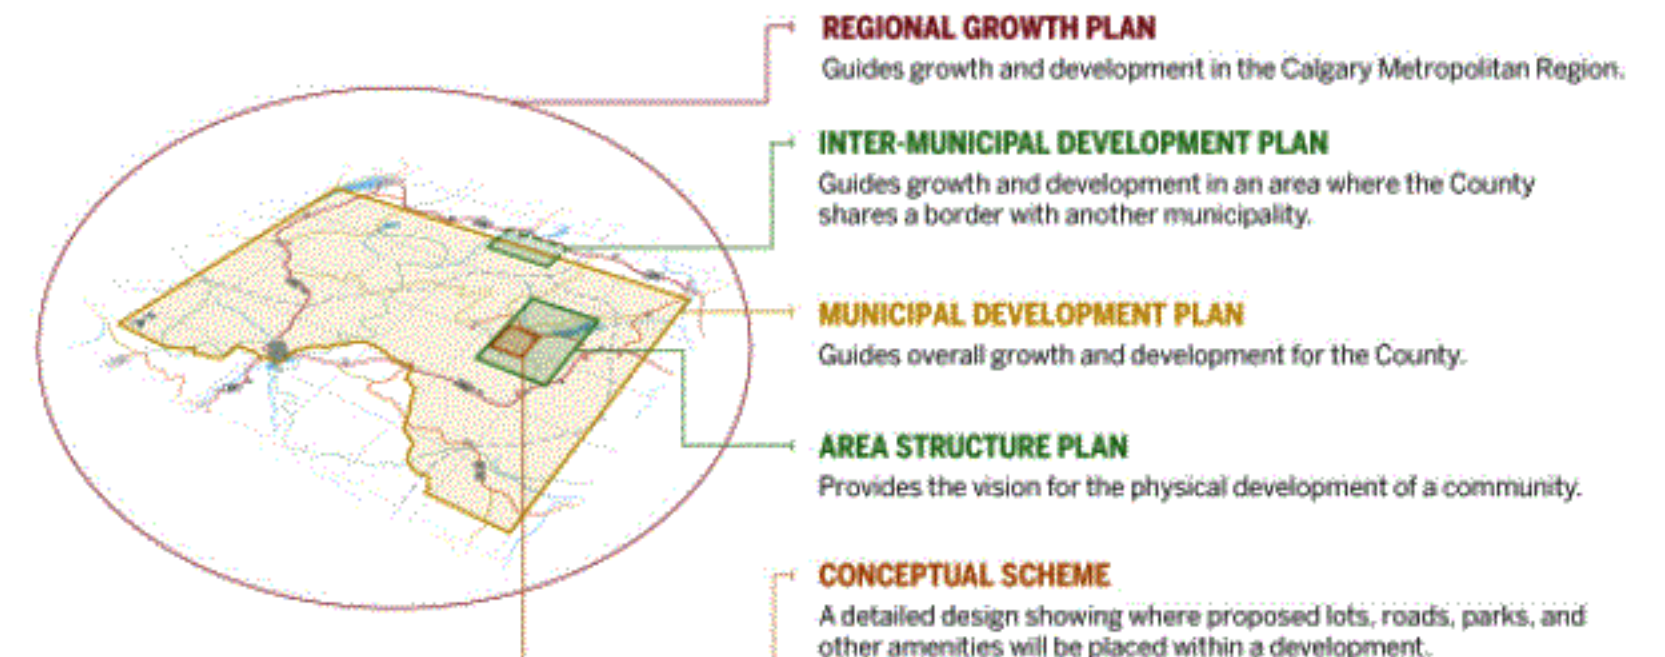 REGIONAL GROWTH PLAN
Guides growth and development in the Calgary Metropolitan Region.
INTER-MUNICIPAL DEVELOPMENT PLAN
Guides growth and development in an area where the County
shares a border with another municipality.
MUNICIPAL DEVELOPMENT PLAN
Guides overall growth and development for the County.
AREA STRUCTURE PLAN
Provides the vision for the physical development of a community.
CONCEPTUAL SCHEME
A detailed design showing where proposed lots, roads, parks, and
other amenities will be placed within a development.